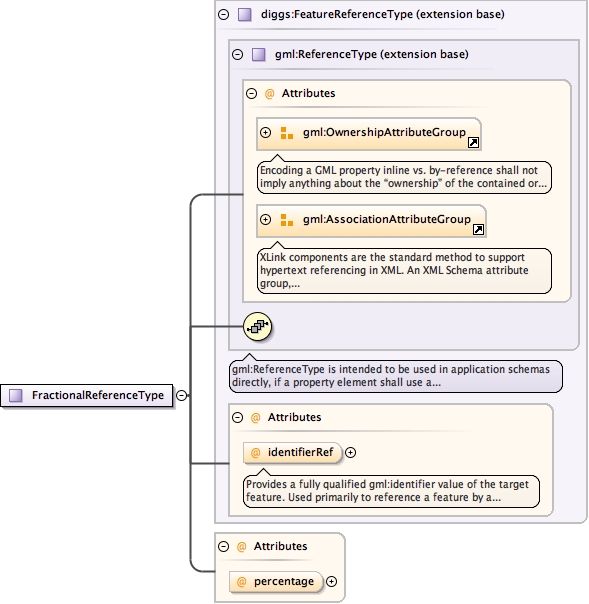 diggs:FeatureReferenceType (extension base)
gml:ReferenceType (extension base)
@ Attributes
gml:OwnershipAttributeGroup
Encoding a GML property inline vs. by-reference shall not
imply anything about the “ownership” of the contained or...
gml:AssociationAttributeGroup
XLink components are the standard method to support
hypertext referencing in XML. An XML Schema attribute
group,...
gml:ReferenceType is intended to be used in application schemas
directly, if a property element shall use a...
FractionalReferenceType
@ Attributes
@ identifierRef
Provides a fully qualified gml:identifier value of the target
feature. Used primarily to reference a feature by a...
@ Attributes
@ percentage